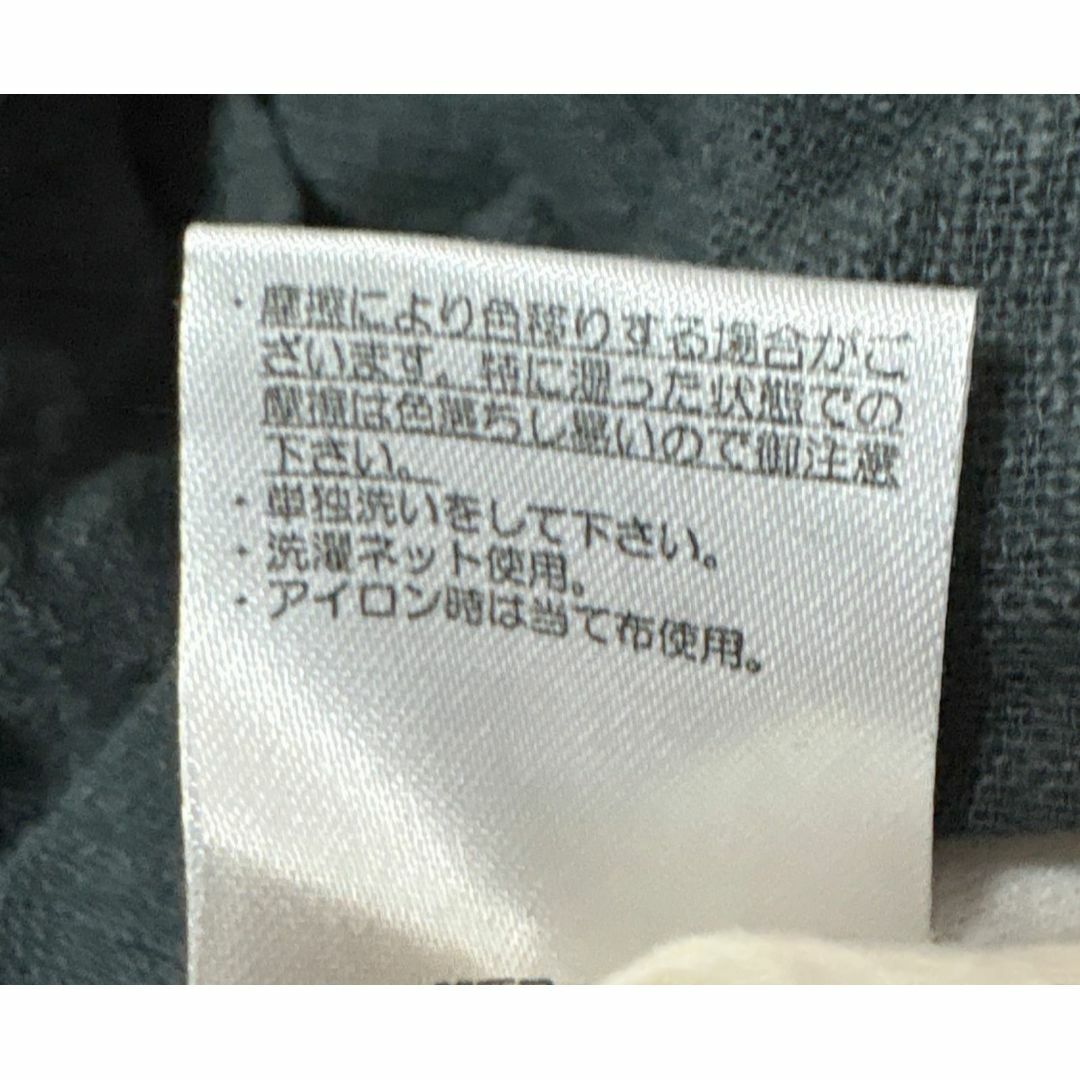 ・摩擦により色移りする場合がご
ざいます。特に湿った状態での
摩擦は色落ちし悪いので御注意
下さい。
・単独洗いをして下さい。
・洗濯ネット使用。
・アイロン時は当て布使用。